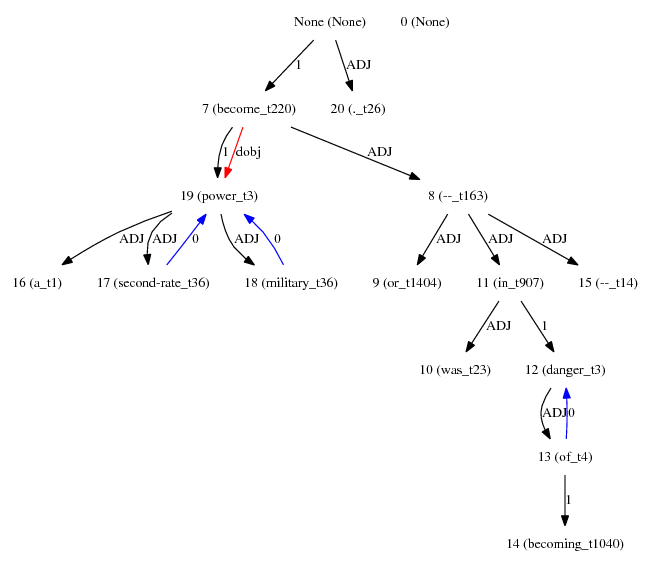 None (None) 0 (None)
1 ADJ
7 (become_t220) 20 (._t26)
1 dobj ADJ
19 (power_t3) 8 (--_t163)
ADJ ADJ 0 ADJ 0 ADJ ADJ ADJ
16 (a_t1) 17 (second-rate_t36) 18 (military_t36) 9 (or_t1404) 11 (in_t907) 15 (--_t14)
ADJ 1
10 (was_t23) 12 (danger_t3)
ADJ 0
13 (of_t4)
1
14 (becoming_t1040)